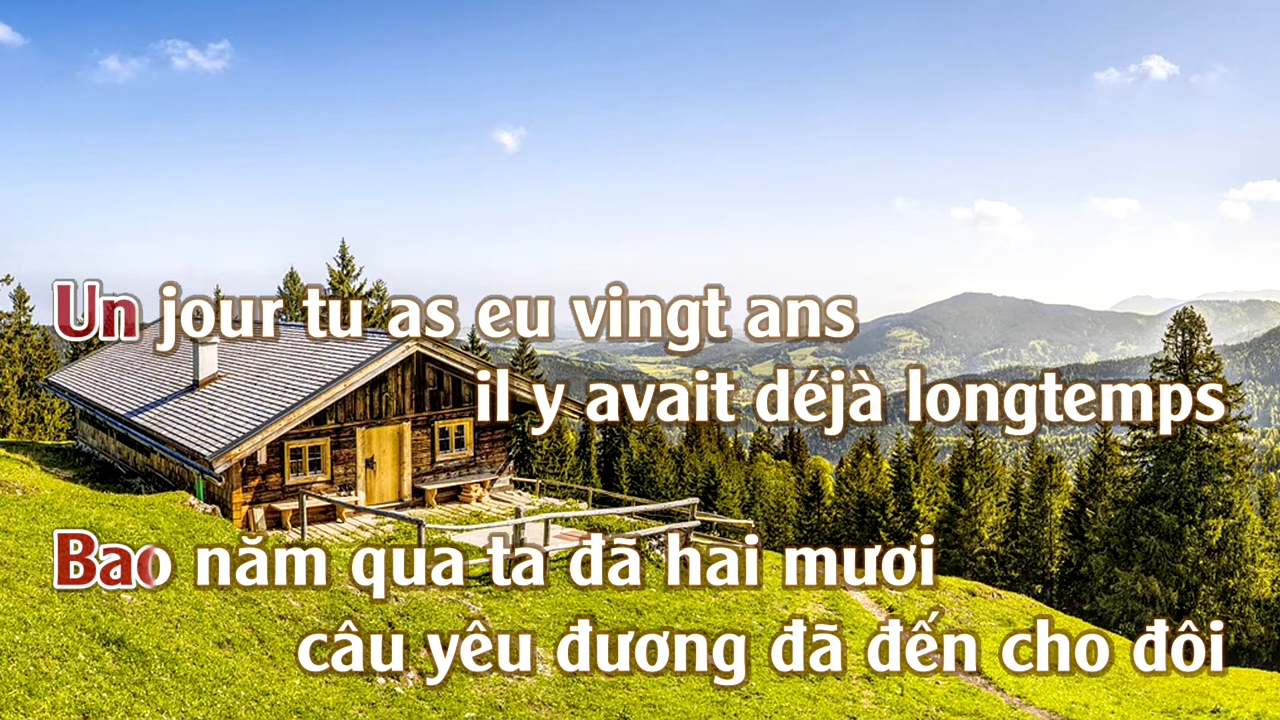 Un jour tu as eu vingt ans
il y avait déjà longtemps
Bao năm qua ta đã hai mươi
câu yêu đương đã đến cho đôi